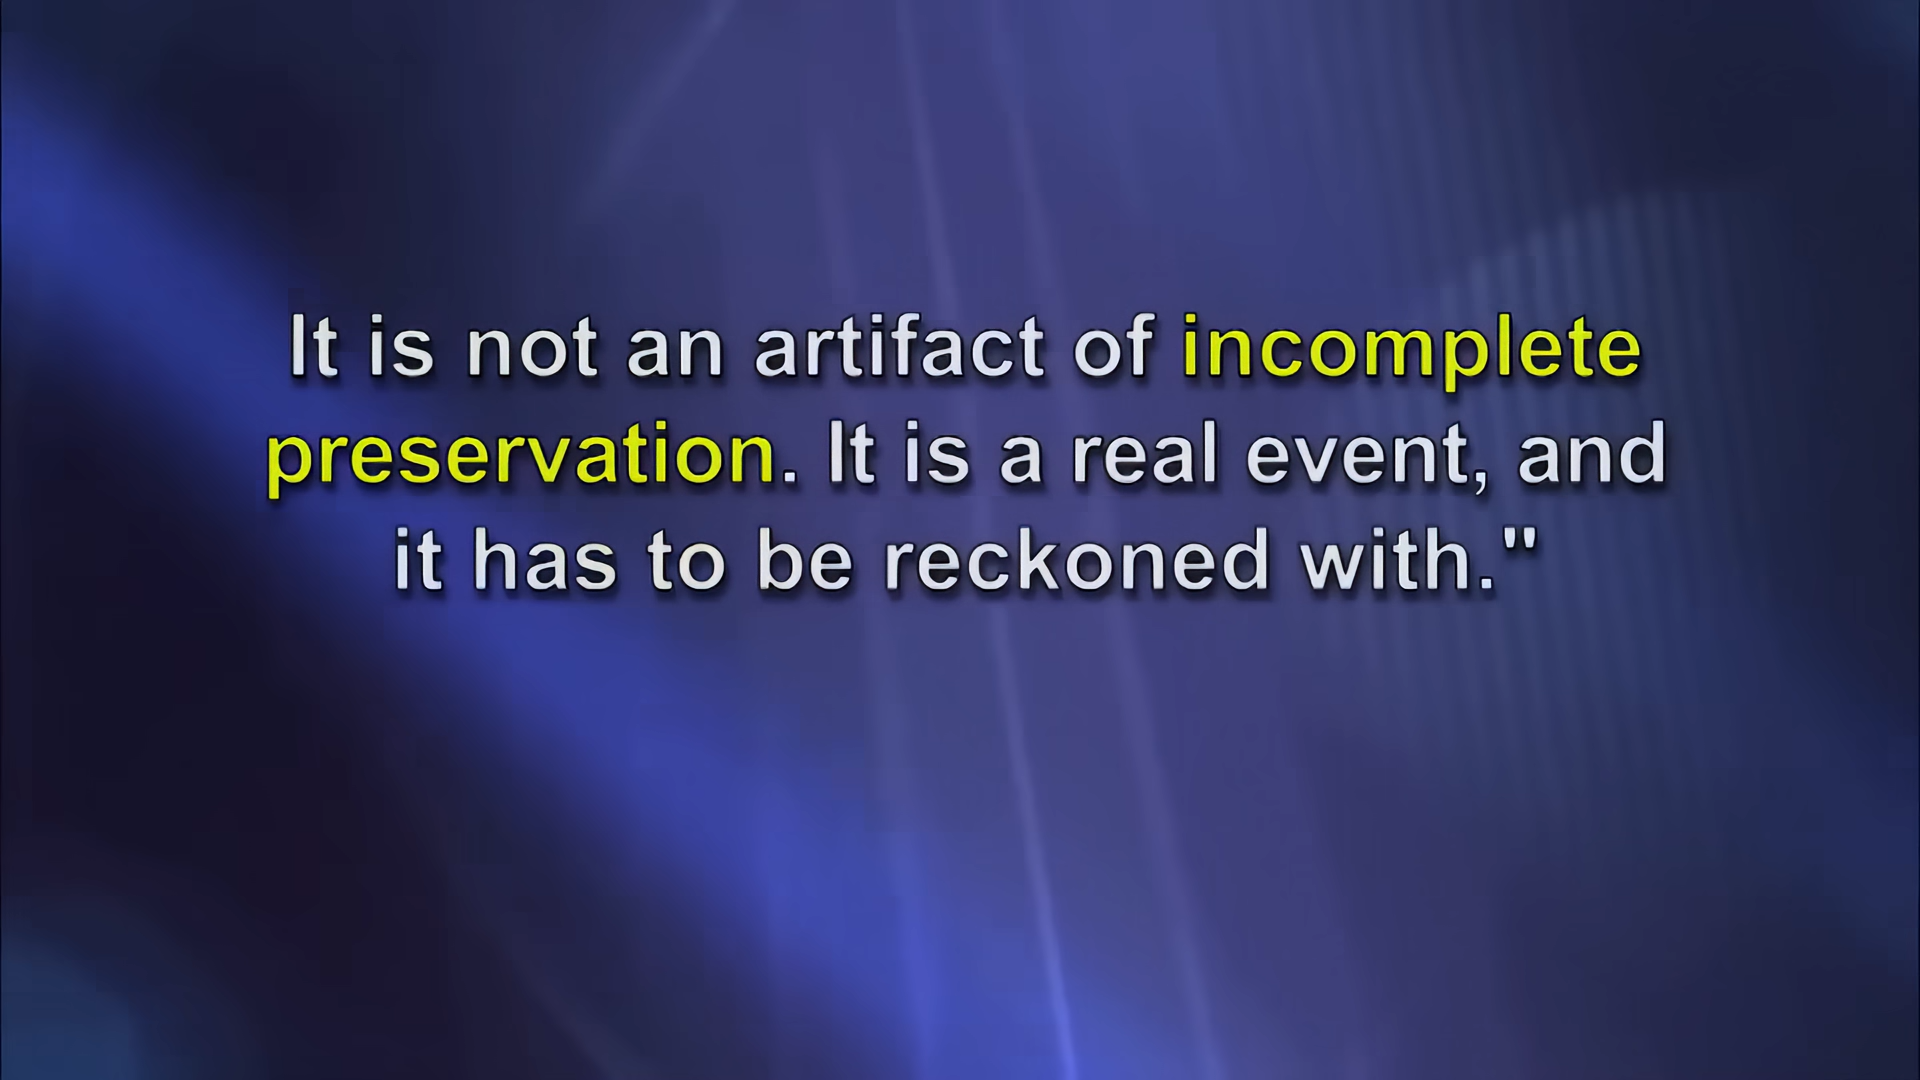 It is not an artifact of incomplete
preservation. It is a real event, and
it has to be reckoned with."